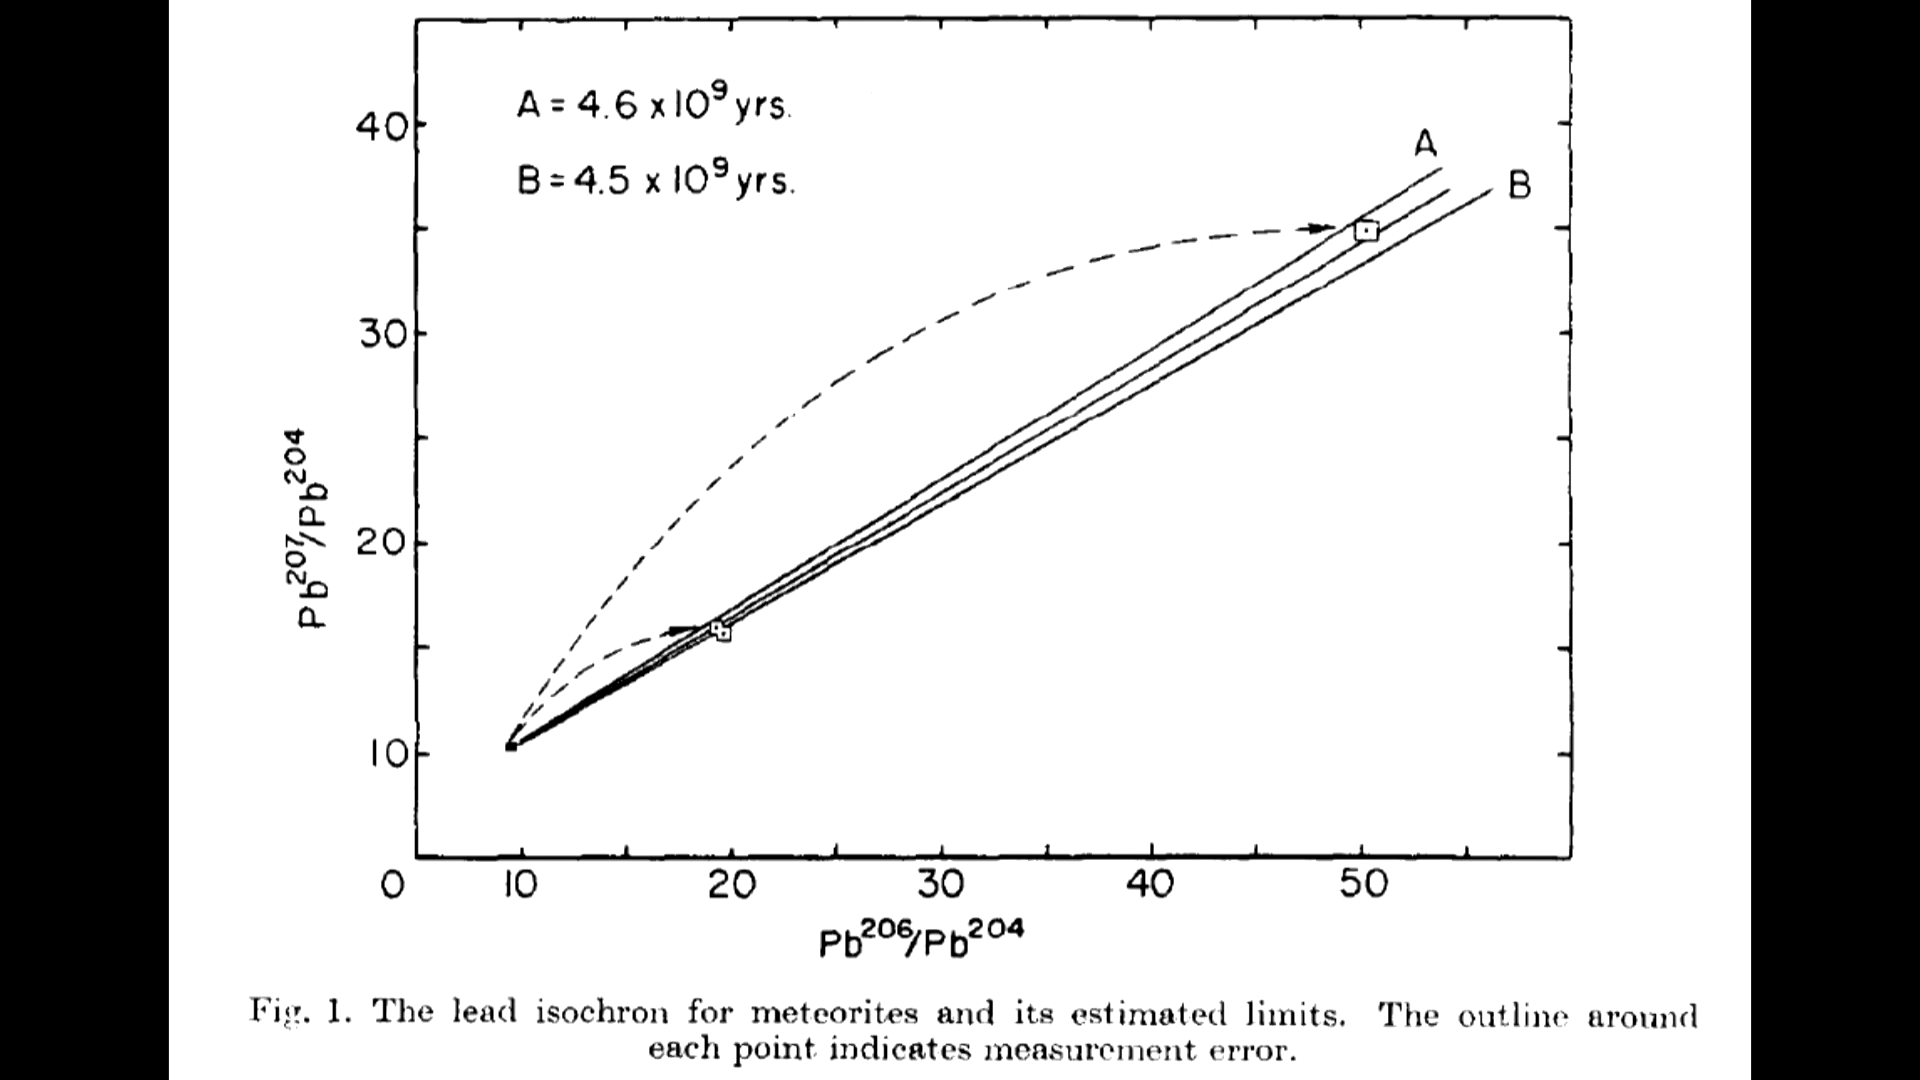 A = 4.6 x 10⁹ yrs.
B = 4.5 x 10⁹ yrs.
A
B
40
30
20
10
Pb²⁰⁷/Pb²⁰⁴
0 10 20 30 40 50
Pb²⁰⁶/Pb²⁰⁴
Fig. 1. The lead isochron for meteorites and its estimated limits. The outline around
each point indicates measurement error.